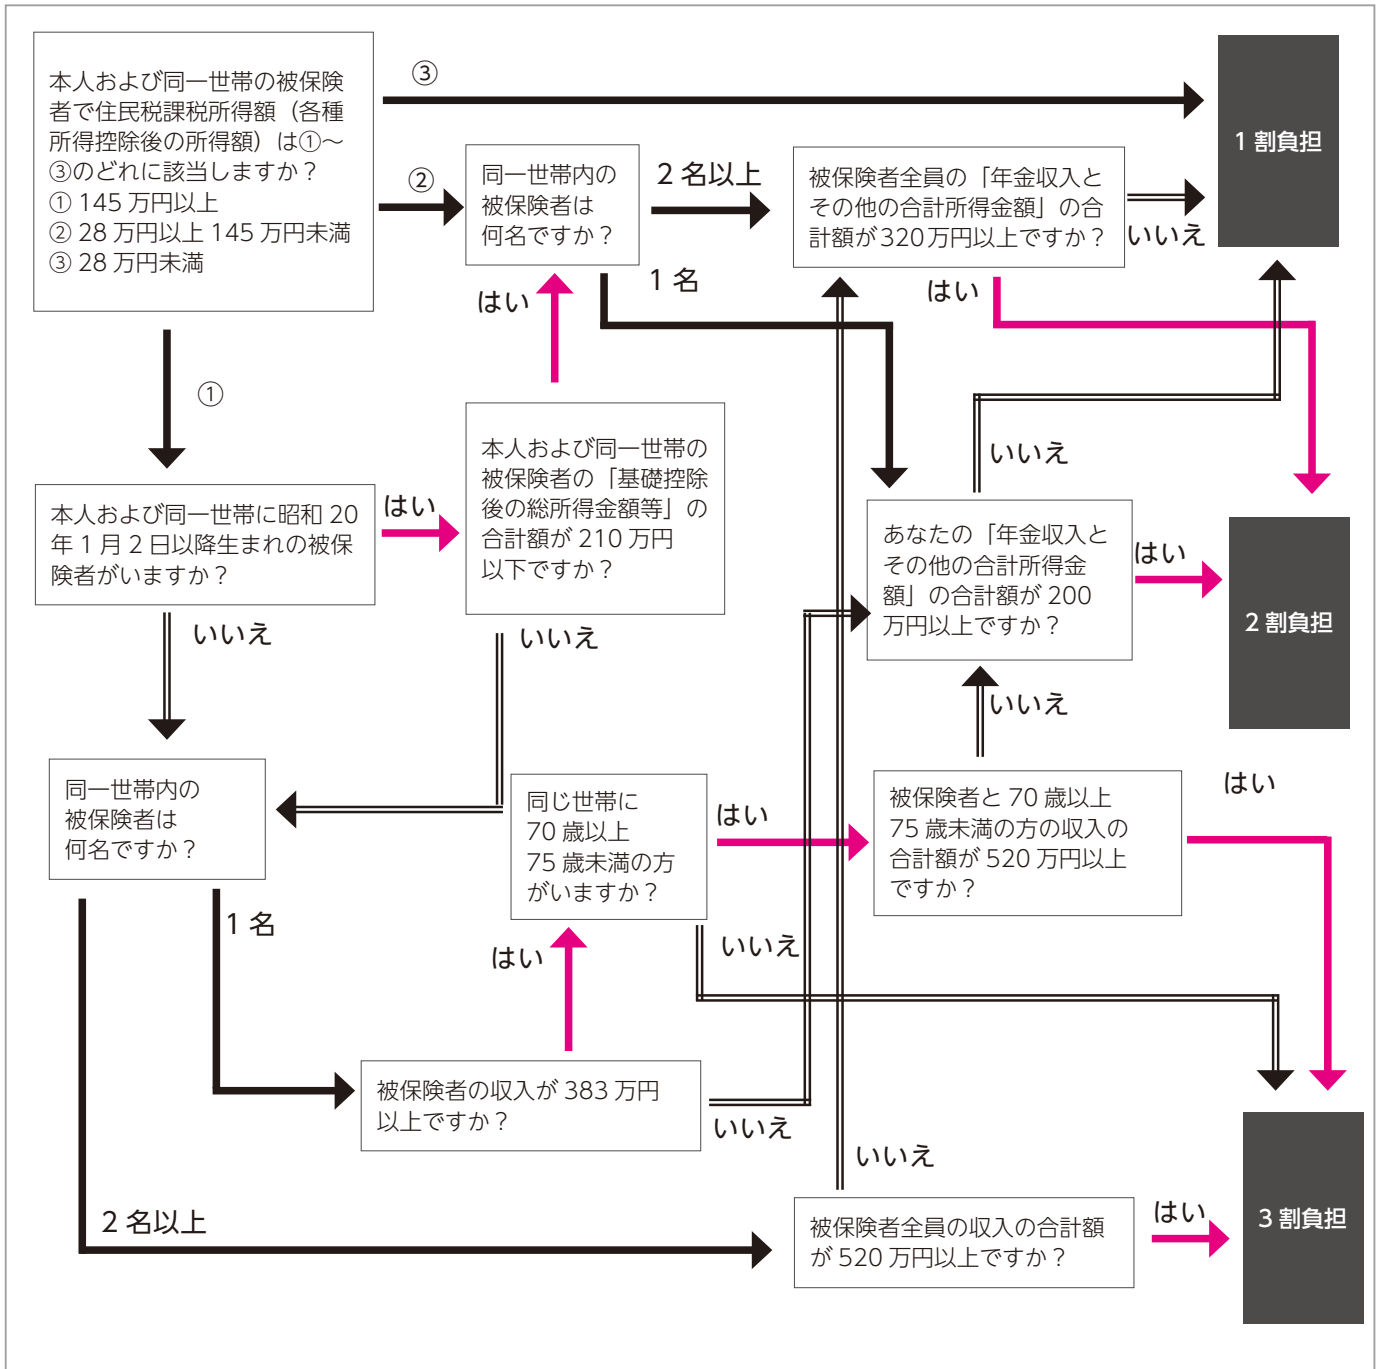 本人および同一世帯の被保険
者で住民税課税所得額（各種
所得控除後の所得額）は①～
③のどれに該当しますか？
① 145 万円以上
② 28 万円以上 145 万円未満
③ 28 万円未満
③
1 割負担
②
同一世帯内の
被保険者は
何名ですか？
2 名以上
被保険者全員の「年金収入と
その他の合計所得金額」の合
計額が320万円以上ですか？
いいえ
はい
1 名
はい
①
本人および同一世帯の
被保険者の「基礎控除
後の総所得金額等」の
合計額が 210 万円
以下ですか？
いいえ
本人および同一世帯に昭和 20
年 1 月 2 日以降生まれの被保
険者がいますか？
はい
あなたの「年金収入と
その他の合計所得金
額」の合計額が 200
万円以上ですか？
はい
2 割負担
いいえ
いいえ
いいえ
同一世帯内の
被保険者は
何名ですか？
同じ世帯に
70 歳以上
75 歳未満の方
がいますか？
はい
被保険者と 70 歳以上
75 歳未満の方の収入の
合計額が 520 万円以上
ですか？
はい
1 名
はい
いいえ
被保険者の収入が 383 万円
以上ですか？
いいえ
いいえ
2 名以上
被保険者全員の収入の合計額
が 520 万円以上ですか？
はい
3 割負担